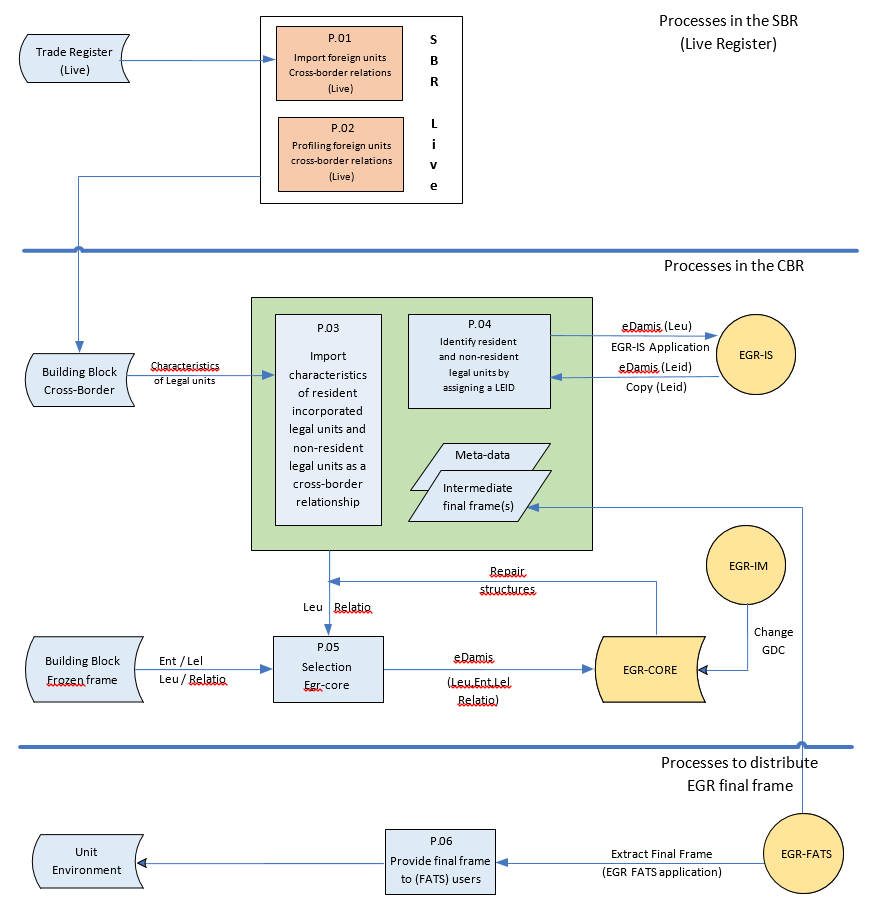 Processes in the SBR
(Live Register)
Trade Register
(Live)
P.01
Import foreign units
Cross-border relations
(Live)
S
B
R
L
i
v
e
P.02
Profiling foreign units
cross-border relations
(Live)
Processes in the CBR
Building Block
Cross-Border
Characteristics
of Legal units
P.03
Import
characteristics
of resident
incorporated
legal units and
non-resident
legal units as a
cross-border
relationship
P.04
Identify resident
and non-resident
legal units by
assigning a LEID
eDamis (Leu)
EGR-IS Application
eDamis (Leid)
Copy (Leid)
EGR-IS
Meta-data
Intermediate
final frame(s)
EGR-IM
Repair
structures
Leu
Relatio
Change
GDC
Building Block
Frozen frame
Ent / Lel
Leu / Relatio
P.05
Selection
Egr-core
eDamis
(Leu,Ent,Lel
Relatio)
EGR-CORE
Processes to distribute
EGR final frame
Unit
Environment
P.06
Provide final frame
to (FATS) users
Extract Final Frame
(EGR FATS application)
EGR-FATS